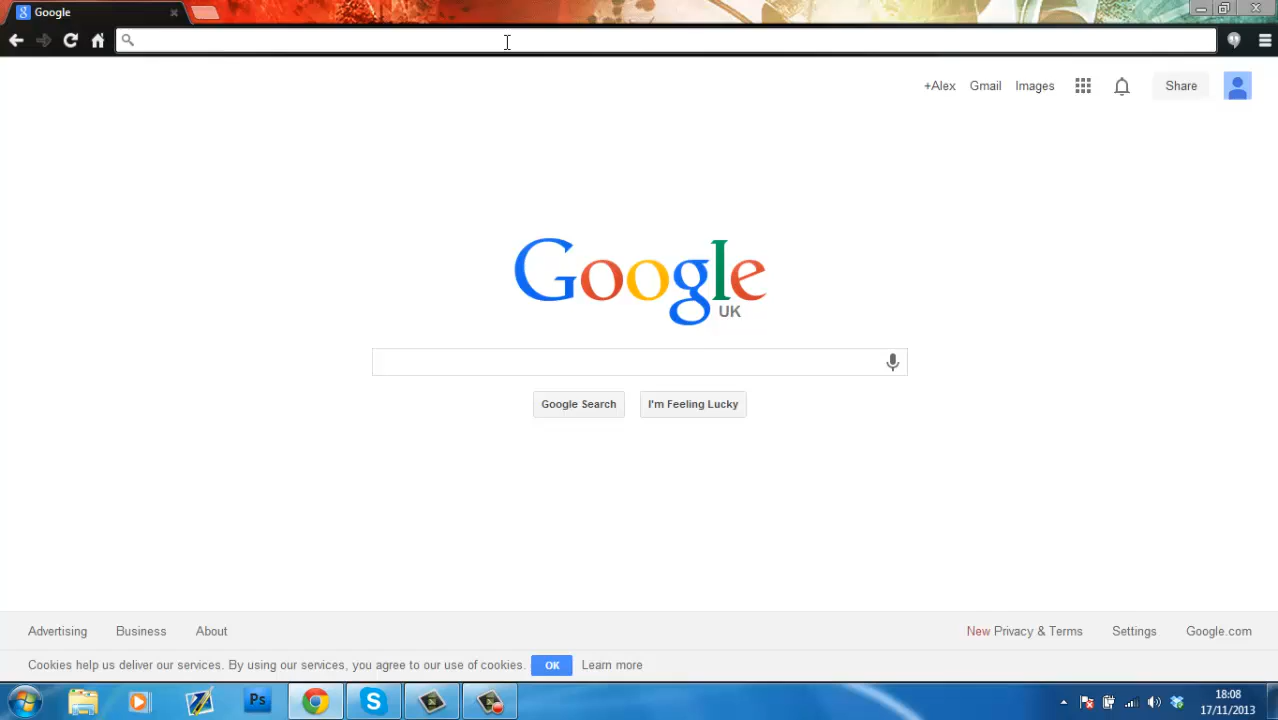 Google
+Alex Gmail Images Share
Google
UK
Google Search I'm Feeling Lucky
Advertising Business About New Privacy & Terms Settings Google.com
Cookies help us deliver our services. By using our services, you agree to our use of cookies. OK Learn more
Ps
18:08
17/11/2013